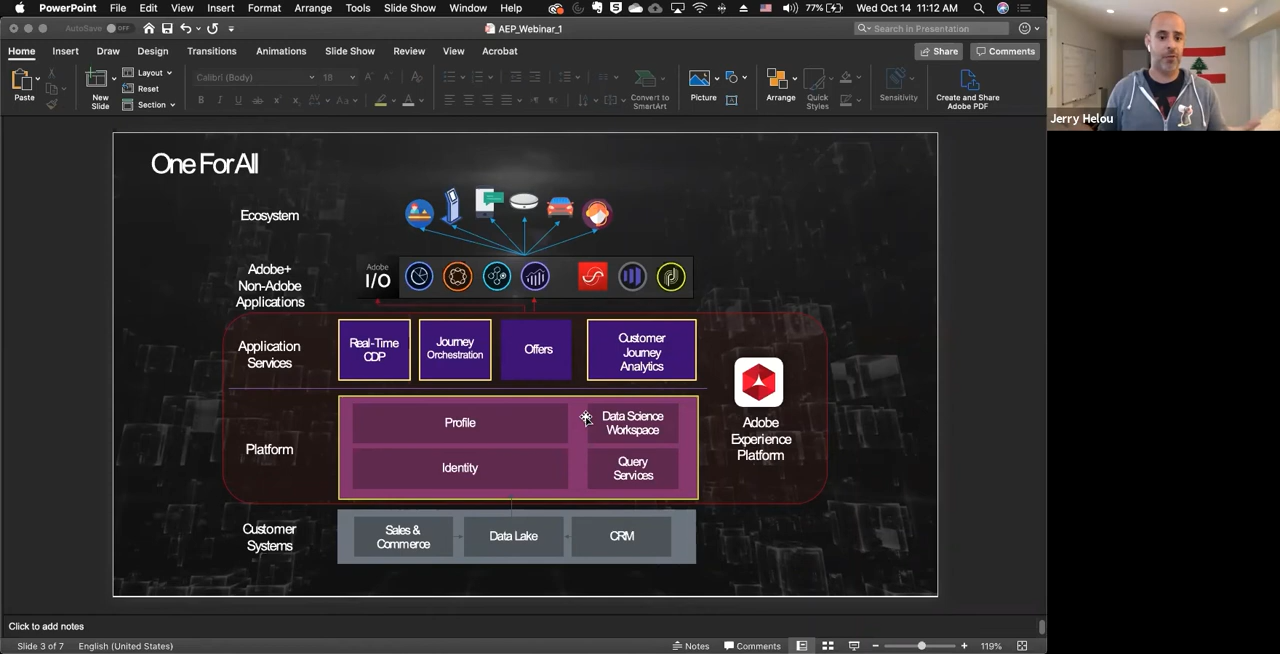 PowerPoint File Edit View Insert Format Arrange Tools Slide Show Window Help 77% Wed Oct 14 11:12 AM
AutoSave OFF AEP_Webinar_1 Search in Presentation
Home Insert Draw Design Transitions Animations Slide Show Review View Acrobat Share Comments
Paste
New
Slide
Layout
Reset
Section
Calibri (Body) 18
Convert to
SmartArt
Picture
Arrange
Quick
Styles
Sensitivity
Create and Share
Adobe PDF
Jerry Helou
One For All
Ecosystem
Adobe+
Non-Adobe
Applications
Adobe
I/O
Application
Services
Real-Time
CDP
Journey
Orchestration
Offers
Customer
Journey
Analytics
Platform
Profile
Identity
Data Science
Workspace
Query
Services
Adobe
Experience
Platform
Customer
Systems
Sales &
Commerce
Data Lake
CRM
Click to add notes
Slide 3 of 7 English (United States) Notes Comments 119%